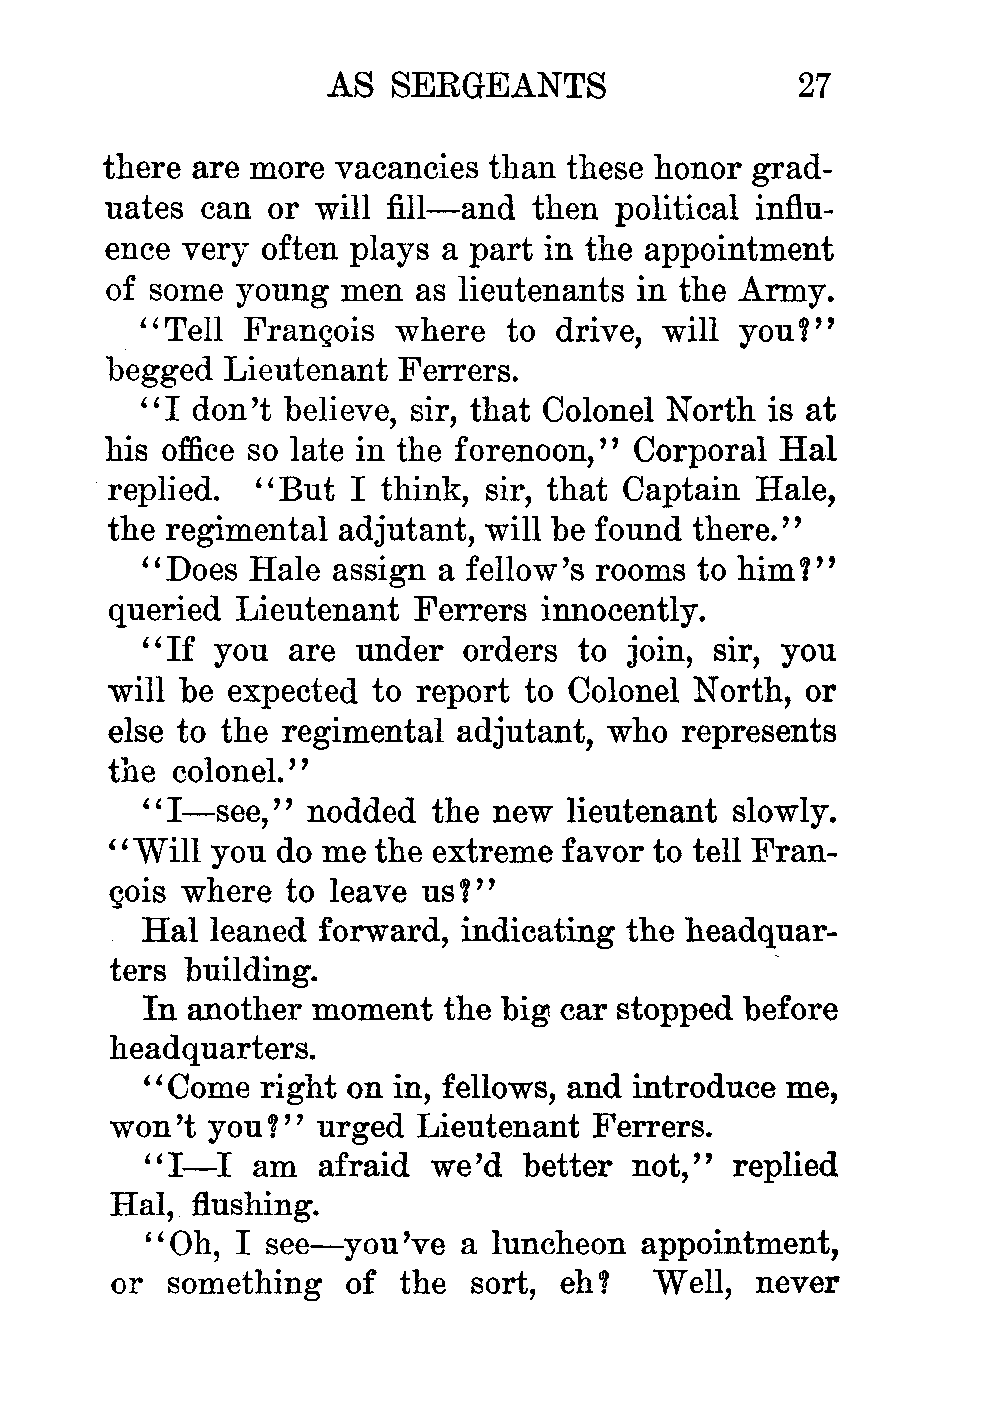 AS SERGEANTS 27
there are more vacancies than these honor grad-
uates can or will fill—and then political influ-
ence very often plays a part in the appointment
of some young men as lieutenants in the Army.
“Tell François where to drive, will you?”
begged Lieutenant Ferrers.
“I don’t believe, sir, that Colonel North is at
his office so late in the forenoon,” Corporal Hal
replied. “But I think, sir, that Captain Hale,
the regimental adjutant, will be found there.”
“Does Hale assign a fellow’s rooms to him?”
queried Lieutenant Ferrers innocently.
“If you are under orders to join, sir, you
will be expected to report to Colonel North, or
else to the regimental adjutant, who represents
the colonel.”
“I—see,” nodded the new lieutenant slowly.
“Will you do me the extreme favor to tell Fran-
çois where to leave us?”
Hal leaned forward, indicating the headquar-
ters building.
In another moment the big car stopped before
headquarters.
“Come right on in, fellows, and introduce me,
won’t you?” urged Lieutenant Ferrers.
“I—I am afraid we’d better not,” replied
Hal, flushing.
“Oh, I see—you’ve a luncheon appointment,
or something of the sort, eh? Well, never